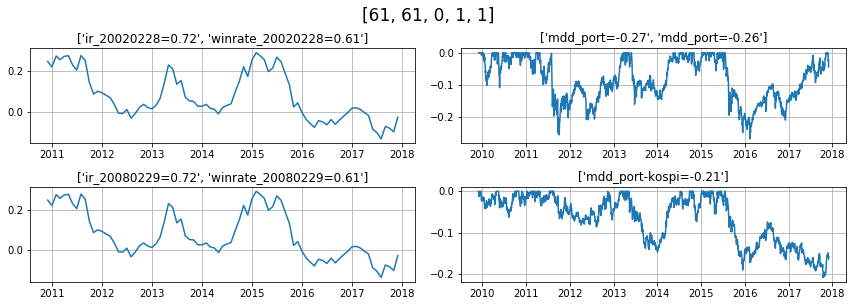 [61, 61, 0, 1, 1]
['ir_20020228=0.72', 'winrate_20020228=0.61']
0.2
0.0
2011 2012 2013 2014 2015 2016 2017 2018
['mdd_port=-0.27', 'mdd_port=-0.26']
0.0
−0.1
−0.2
2010 2011 2012 2013 2014 2015 2016 2017 2018
['ir_20080229=0.72', 'winrate_20080229=0.61']
0.2
0.0
2011 2012 2013 2014 2015 2016 2017 2018
['mdd_port-kospi=-0.21']
0.0
−0.1
−0.2
2010 2011 2012 2013 2014 2015 2016 2017 2018